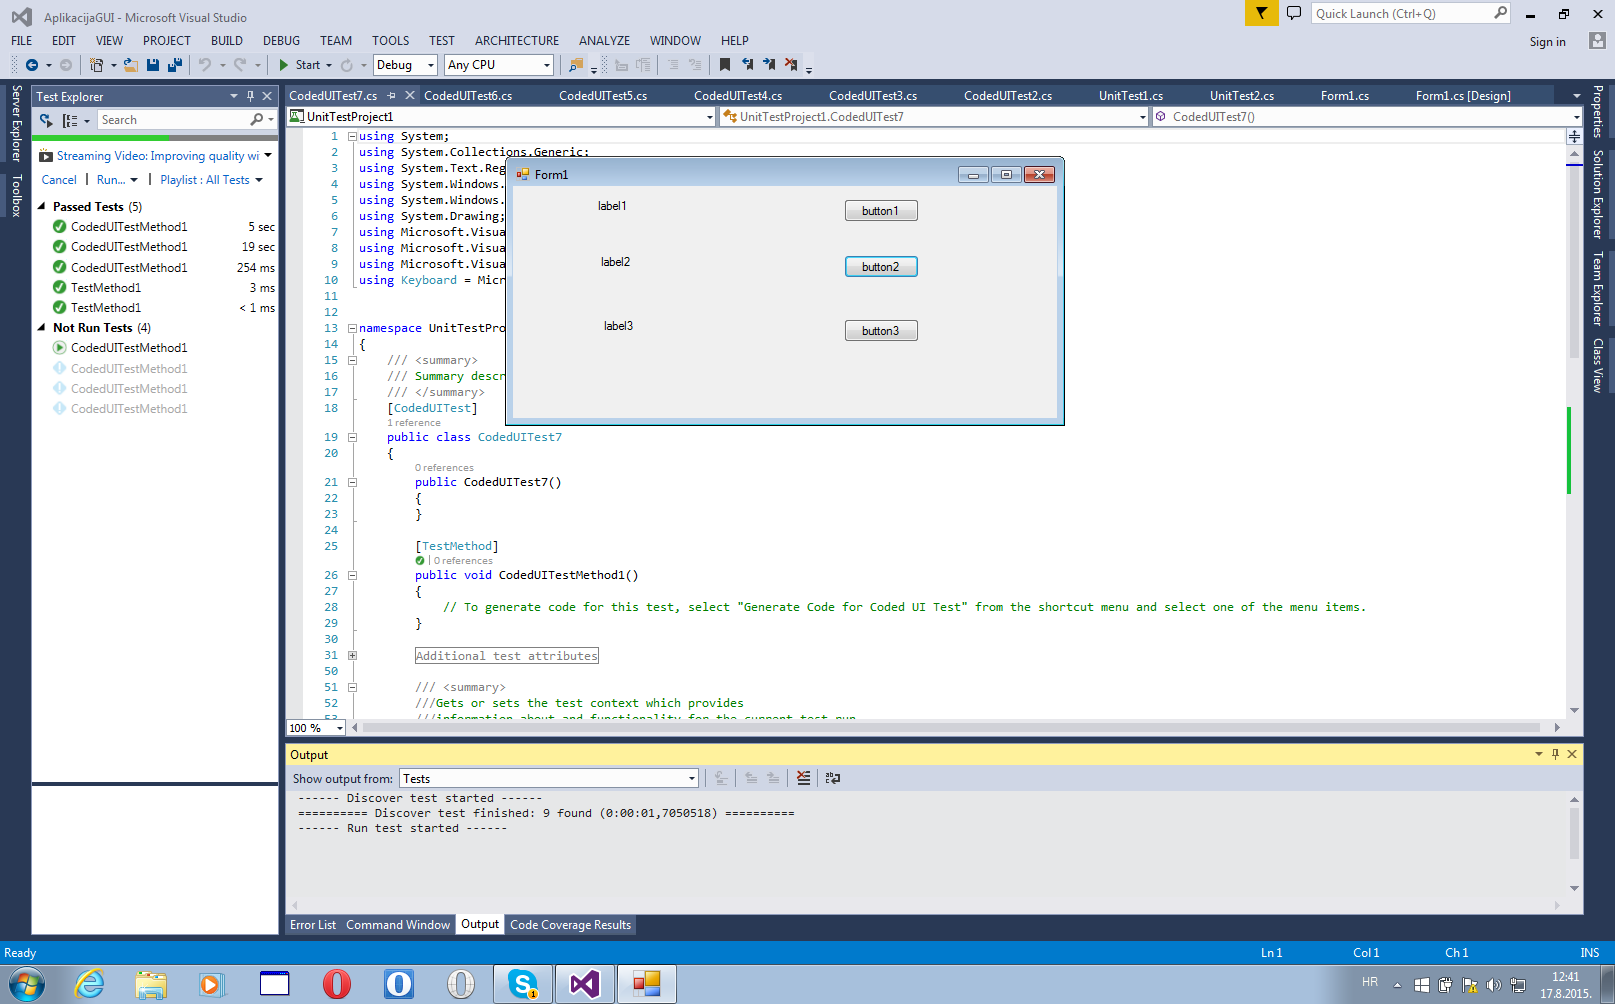 AplikacijaGUI - Microsoft Visual Studio
Quick Launch (Ctrl+Q)
FILE EDIT VIEW PROJECT BUILD DEBUG TEAM TOOLS TEST ARCHITECTURE ANALYZE WINDOW HELP
Sign in
Start Debug Any CPU
Server Explorer
Toolbox
Test Explorer
Search
Streaming Video: Improving quality wi
Cancel | Run... | Playlist : All Tests
Passed Tests (5)
CodedUITestMethod1 5 sec
CodedUITestMethod1 19 sec
CodedUITestMethod1 254 ms
TestMethod1 3 ms
TestMethod1 < 1 ms
Not Run Tests (4)
CodedUITestMethod1
CodedUITestMethod1
CodedUITestMethod1
CodedUITestMethod1
CodedUITest7.cs CodedUITest6.cs CodedUITest5.cs CodedUITest4.cs CodedUITest3.cs CodedUITest2.cs UnitTest1.cs UnitTest2.cs Form1.cs Form1.cs [Design]
UnitTestProject1 UnitTestProject1.CodedUITest7 CodedUITest7()
1 using System;
2 using System.Collections.Generic;
3 using System.Text.Reg
4 using System.Windows.
5 using System.Windows.
6 using System.Drawing;
7 using Microsoft.Visua
8 using Microsoft.Visua
9 using Microsoft.Visua
10 using Keyboard = Micr
11
12
13 namespace UnitTestPro
14 {
15 /// <summary>
16 /// Summary descr
17 /// </summary>
18 [CodedUITest]
1 reference
19 public class CodedUITest7
20 {
0 references
21 public CodedUITest7()
22 {
23 }
24
25 [TestMethod]
| 0 references
26 public void CodedUITestMethod1()
27 {
28 // To generate code for this test, select "Generate Code for Coded UI Test" from the shortcut menu and select one of the menu items.
29 }
30
31 Additional test attributes
50
51 /// <summary>
52 ///Gets or sets the test context which provides
53 ///information about and functionality for the current test run
100 %
Form1
label1 button1
label2 button2
label3 button3
Properties
Solution Explorer
Team Explorer
Class View
Output
Show output from: Tests
------ Discover test started ------
========== Discover test finished: 9 found (0:00:01,7050518) ==========
------ Run test started ------
Error List Command Window Output Code Coverage Results
Ready Ln 1 Col 1 Ch 1 INS
HR 12:41
17.8.2015.